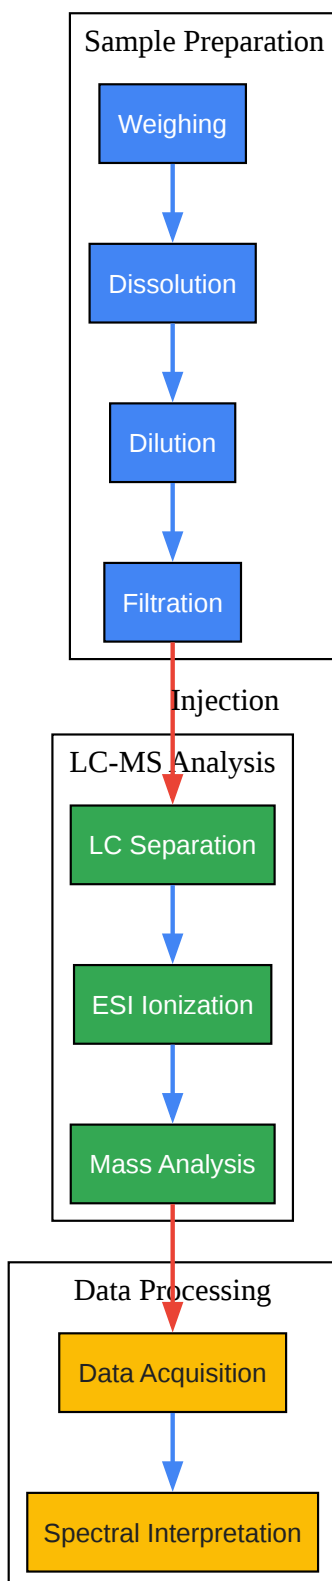 Sample Preparation
Weighing
Dissolution
Dilution
Filtration
Injection
LC-MS Analysis
LC Separation
ESI Ionization
Mass Analysis
Data Processing
Data Acquisition
Spectral Interpretation